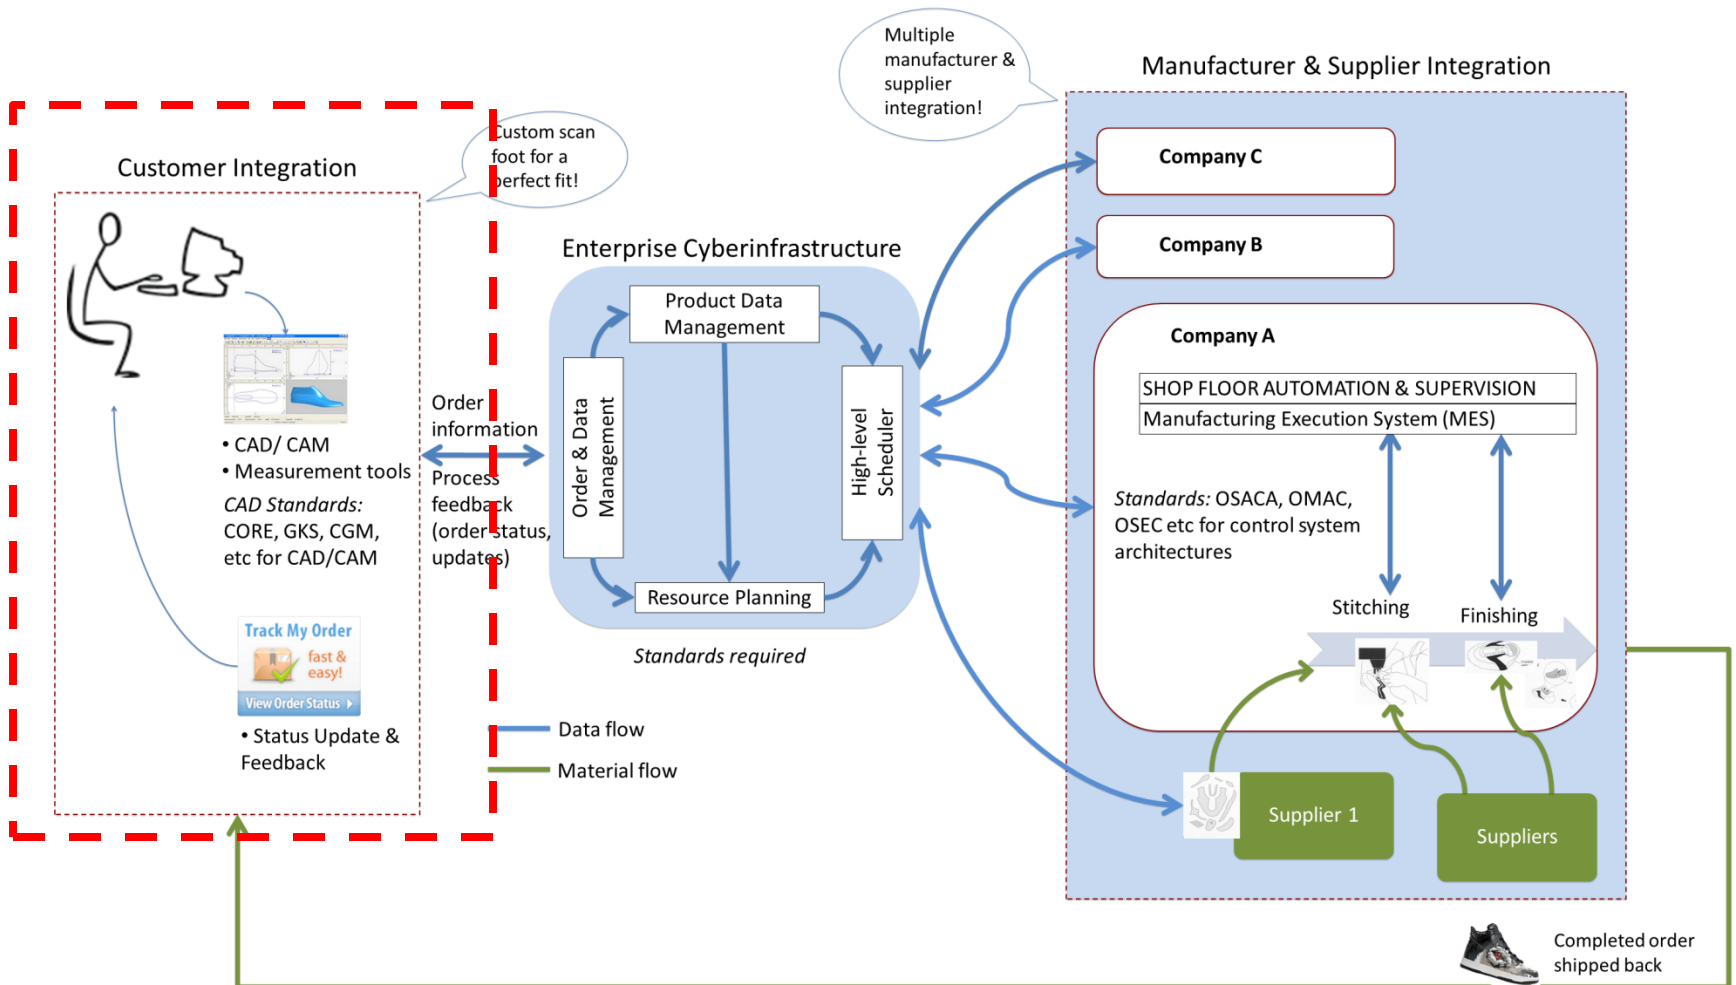 Multiple
manufacturer &
supplier
integration!
Manufacturer & Supplier Integration
Custom scan
foot for a
perfect fit!
Customer Integration
• CAD/ CAM
• Measurement tools
CAD Standards:
CORE, GKS, CGM,
etc for CAD/CAM
Track My Order
fast &
easy!
View Order Status
• Status Update &
Feedback
Order
information
Process
feedback
(order status,
updates)
Enterprise Cyberinfrastructure
Product Data
Management
Order & Data
Management
High-level
Scheduler
Resource Planning
Standards required
Data flow
Material flow
Company C
Company B
Company A
SHOP FLOOR AUTOMATION & SUPERVISION
Manufacturing Execution System (MES)
Standards: OSACA, OMAC,
OSEC etc for control system
architectures
Stitching
Finishing
Supplier 1
Suppliers
Completed order
shipped back